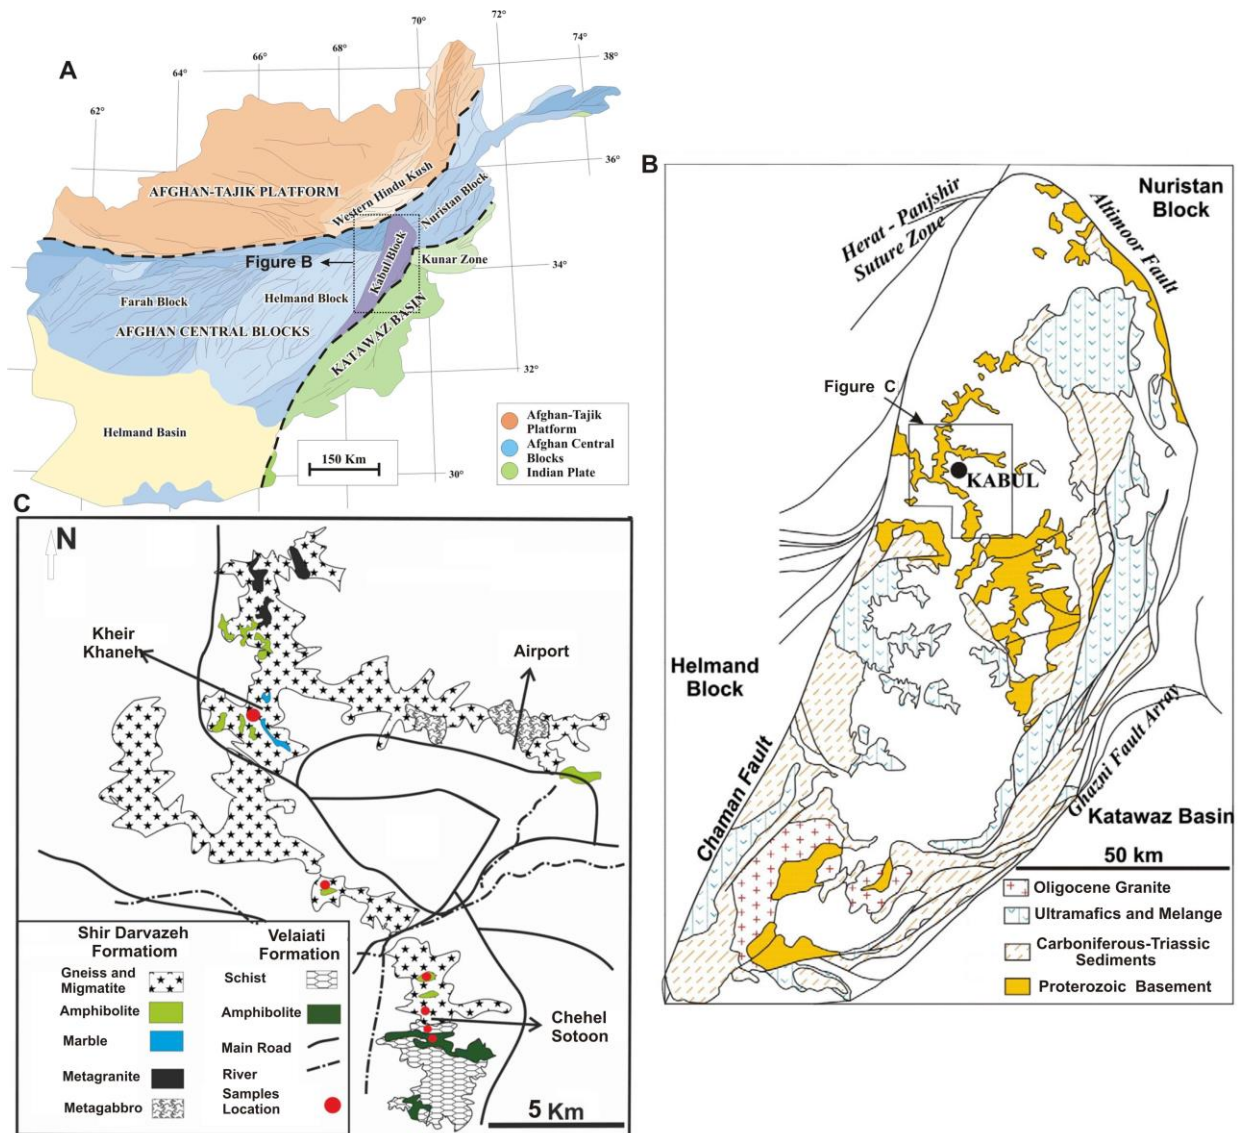 A
62°
64°
66°
68°
70°
72°
74°
38°
36°
34°
32°
30°
AFGHAN-TAJIK PLATFORM
Western Hindu Kush
Nuristan Block
Figure B
Kabul Block
Kunar Zone
Farah Block
Helmand Block
AFGHAN CENTRAL BLOCKS
KATAWAZ BASIN
Helmand Basin
150 Km
Afghan-Tajik
Platform
Afghan Central
Blocks
Indian Plate
B
Nuristan
Block
Herat - Panjshir
Suture Zone
Altimoor Fault
Figure C
KABUL
Helmand
Block
Chaman Fault
Ghazni Fault Array
Katawaz Basin
50 km
Oligocene Granite
Ultramafics and Melange
Carboniferous-Triassic
Sediments
Proterozoic Basement
C
N
Kheir
Khaneh
Airport
Chehel
Sotoon
Shir Darvazeh
Formatiom
Gneiss and
Migmatite
Amphibolite
Marble
Metagranite
Metagabbro
Velaiati
Formation
Schist
Amphibolite
Main Road
River
Samples
Location
5 Km